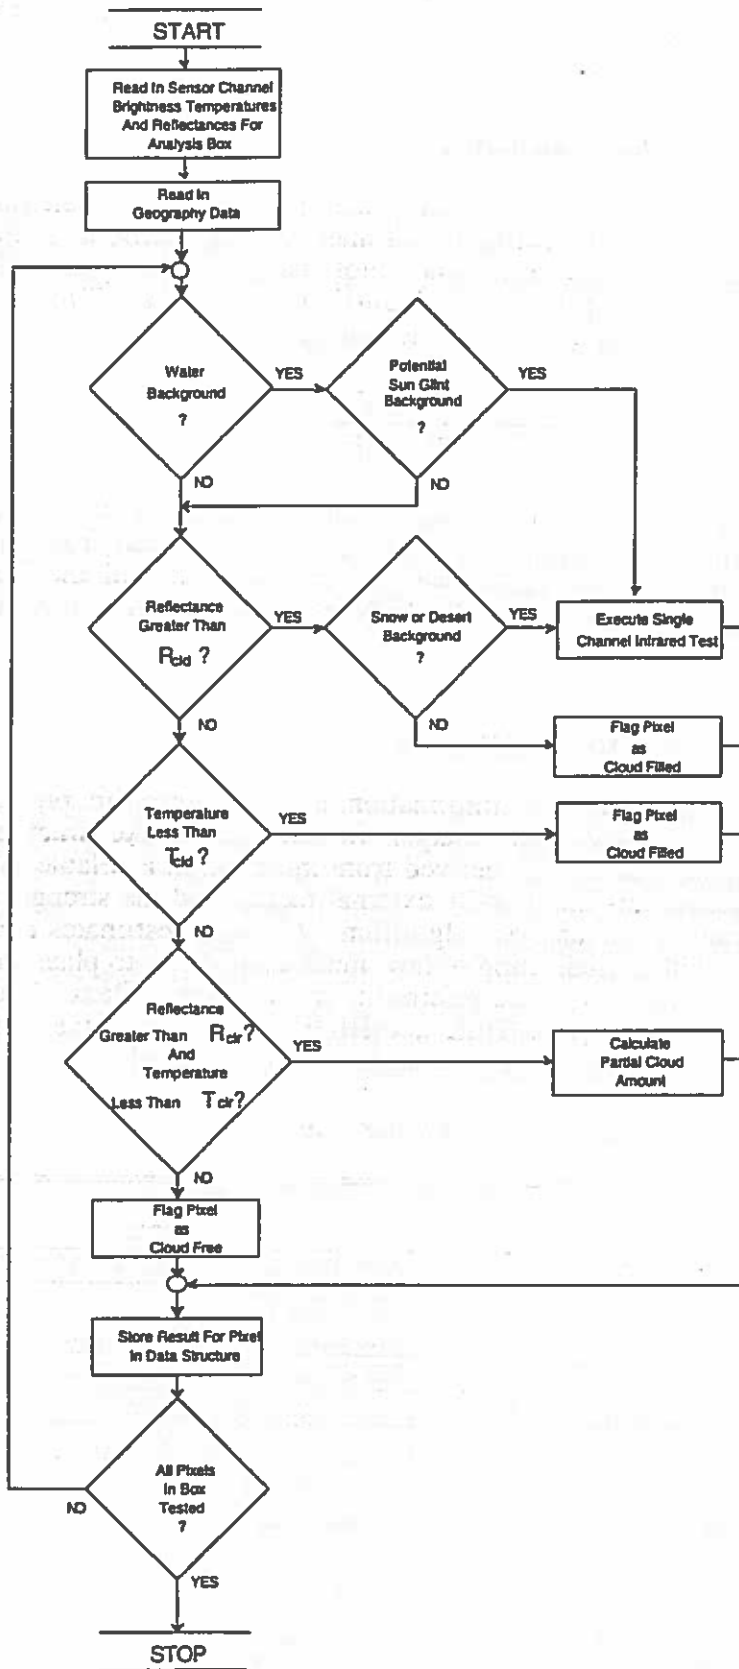 START
Read In Sensor Channel
Brightness Temperatures
And Reflectances For
Analysis Box
Read In
Geography Data
Water
Background
?
YES
NO
Potential
Sun Glint
Background
?
YES
NO
Reflectance
Greater Than
Rcld ?
YES
NO
Snow or Desert
Background
?
YES
NO
Execute Single
Channel Infrared Test
Flag Pixel
as
Cloud Filled
Temperature
Less Than
Tcld ?
YES
NO
Flag Pixel
as
Cloud Filled
Reflectance
Greater Than Rclr?
And
Temperature
Less Than Tclr?
YES
NO
Calculate
Partial Cloud
Amount
Flag Pixel
as
Cloud Free
Store Result For Pixel
In Data Structure
All Pixels
In Box
Tested
?
NO
YES
STOP